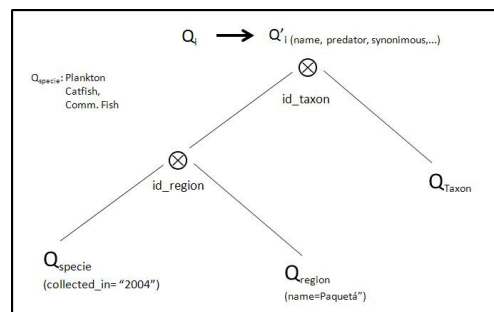 Qi → Q'i (name, predator, synonimous,...)
⊗
id_taxon
Qspecie: Plankton
Catfish,
Comm. Fish
⊗
id_region
QTaxon
Qspecie
(collected_in= "2004")
Qregion
(name=Paquetá")